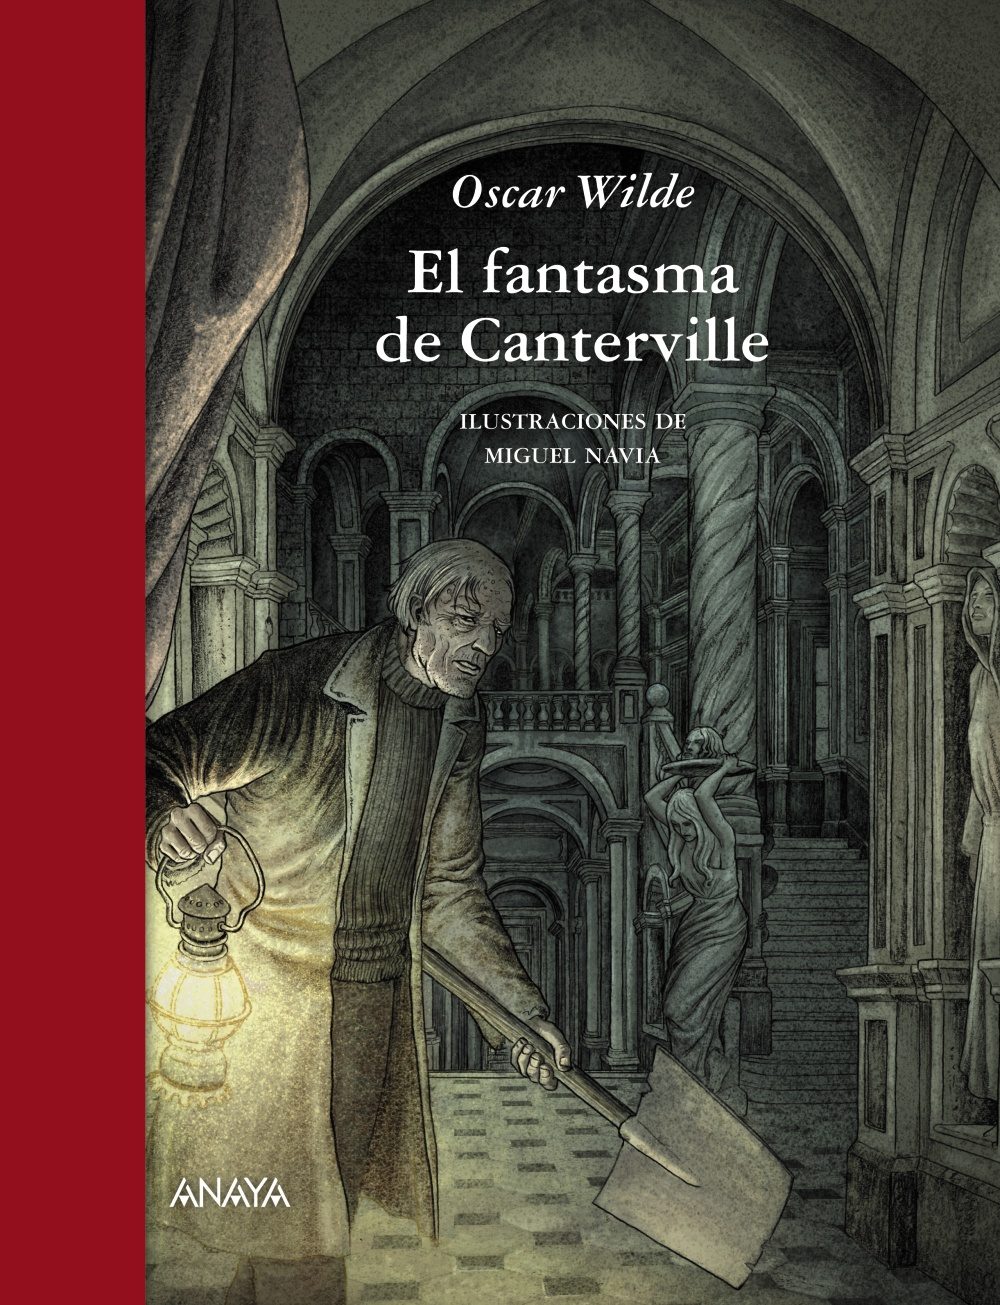 Oscar Wilde
El fantasma
de Canterville
ILUSTRACIONES DE
MIGUEL NAVIA
ANAYA